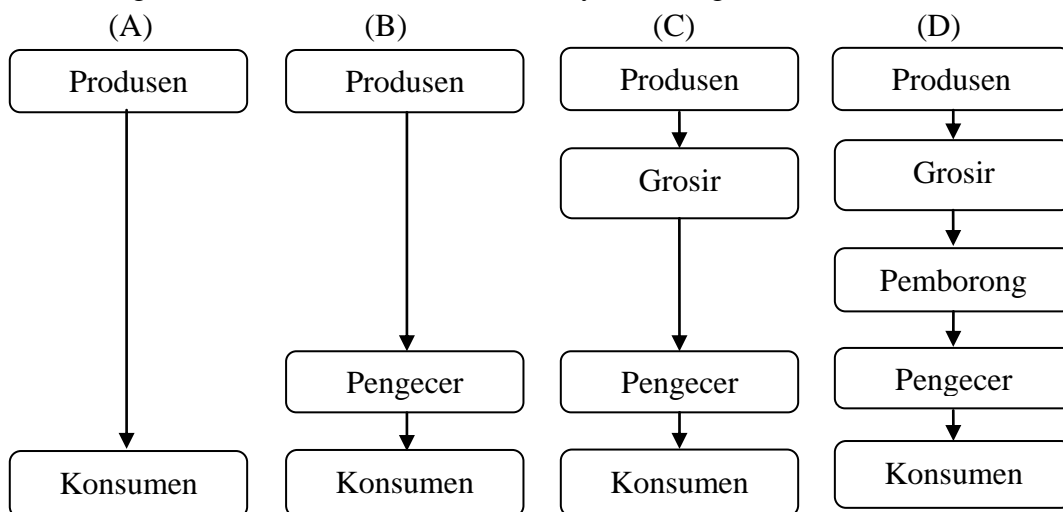 (A) (B) (C) (D)
Produsen Produsen Produsen Produsen
Grosir Grosir
Pemborong
Pengecer Pengecer Pengecer
Konsumen Konsumen Konsumen Konsumen